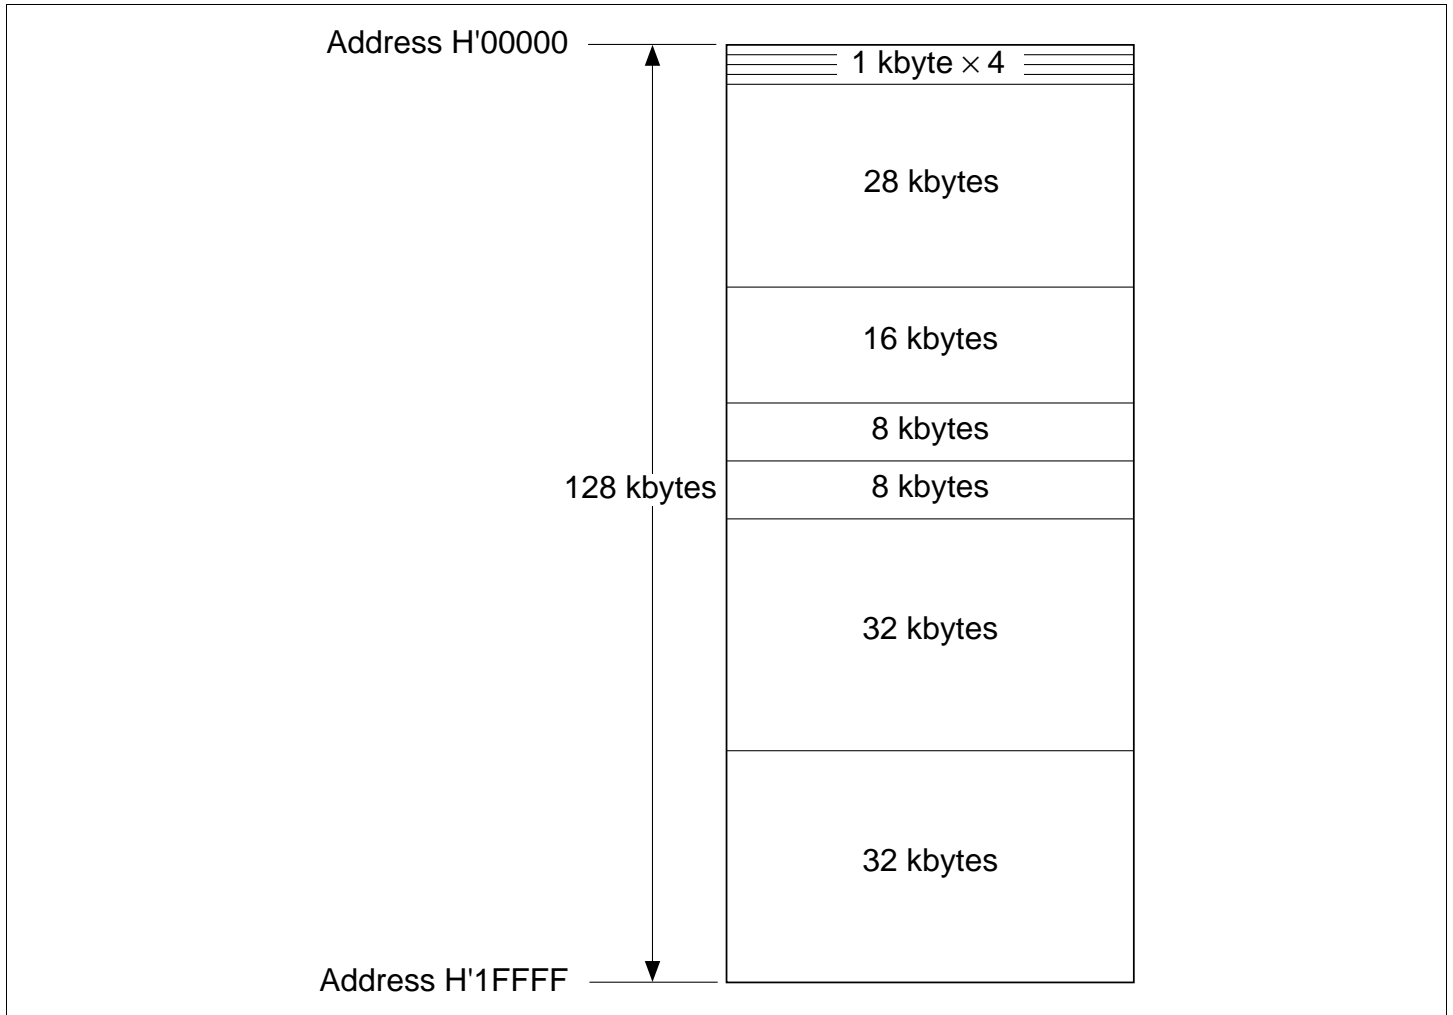 Address H'00000
1 kbyte × 4
28 kbytes
16 kbytes
8 kbytes
128 kbytes
8 kbytes
32 kbytes
32 kbytes
Address H'1FFFF